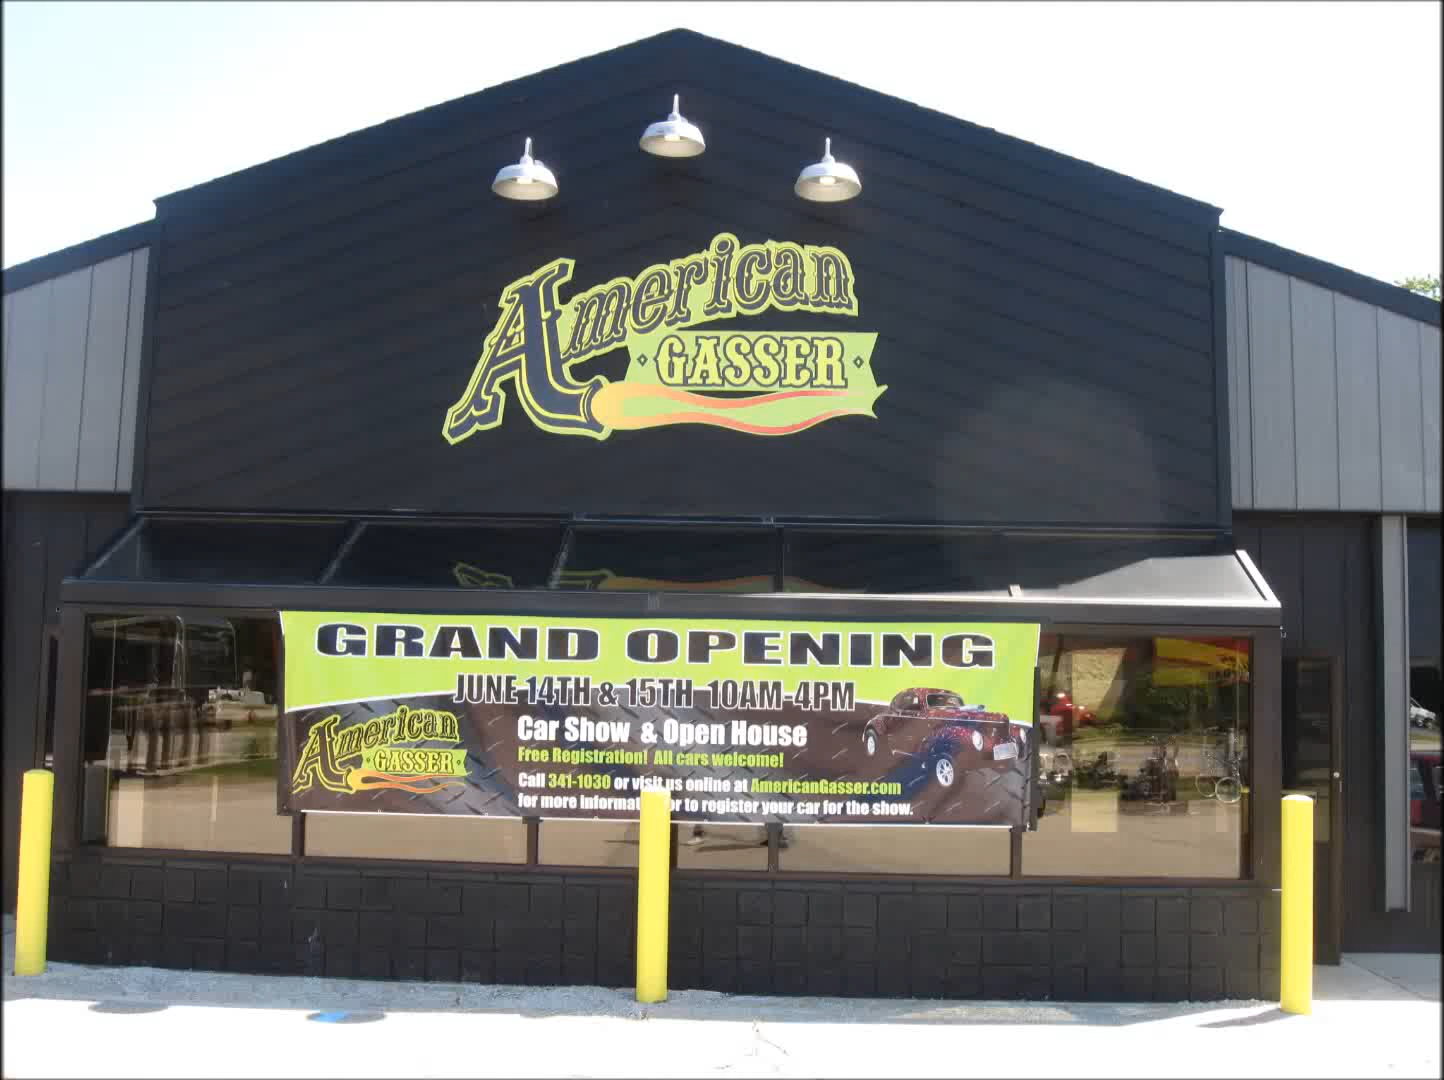 American
GASSER
GRAND OPENING
JUNE 14TH & 15TH 10AM-4PM
Car Show & Open House
Free Registration! All cars welcome!
American
GASSER
Call 341-1030 or visit us online at AmericanGasser.com
for more informat or to register your car for the show.